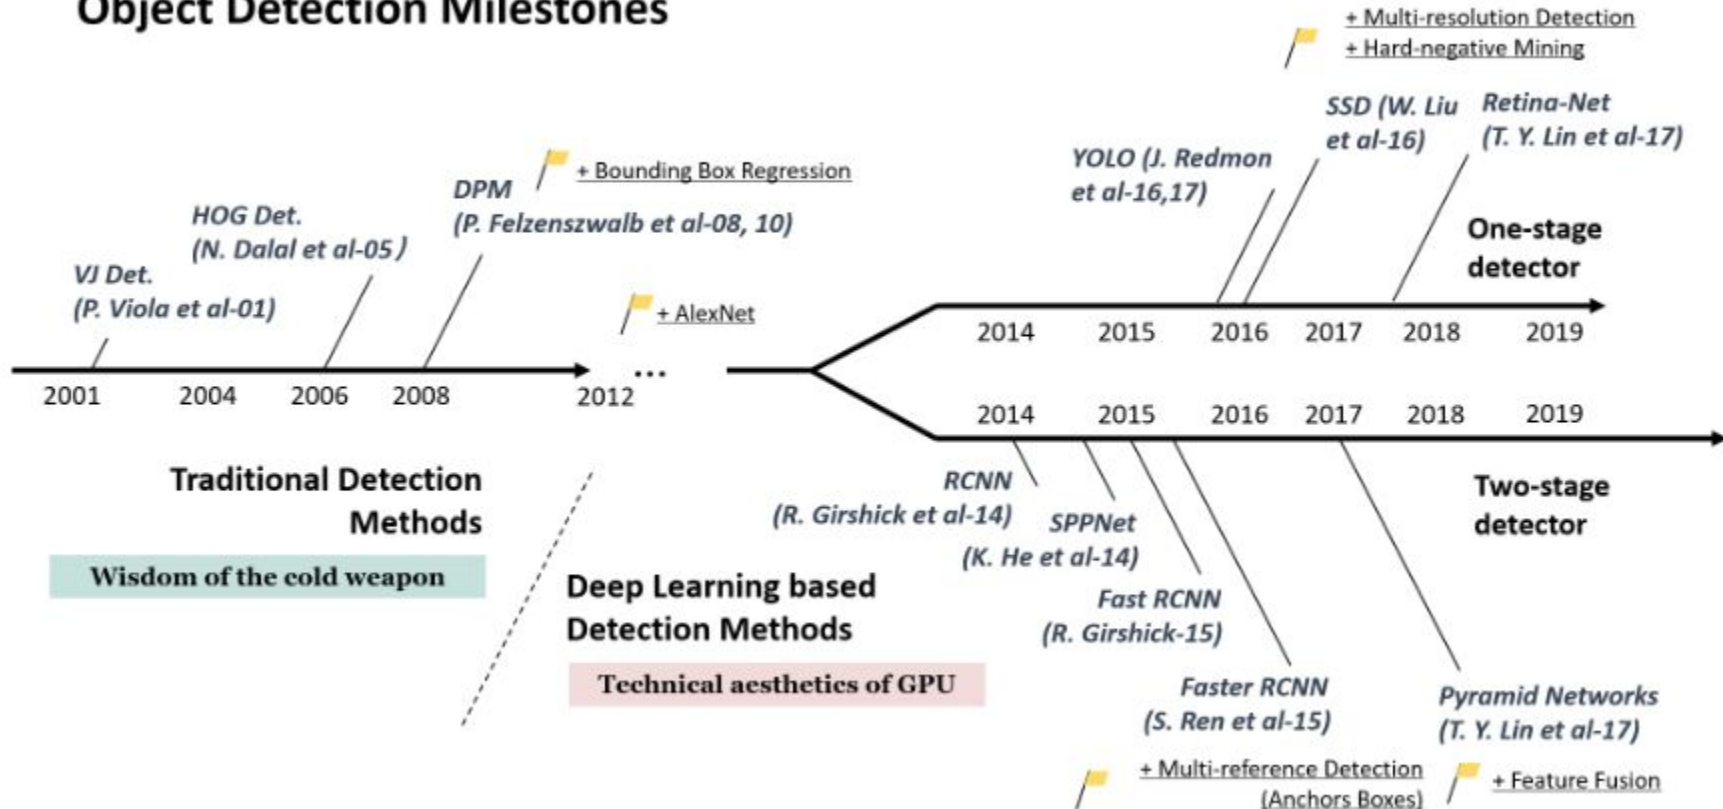 Object Detection Milestones
+ Multi-resolution Detection
+ Hard-negative Mining
SSD (W. Liu
et al-16)
Retina-Net
(T. Y. Lin et al-17)
YOLO (J. Redmon
et al-16,17)
+ Bounding Box Regression
DPM
(P. Felzenszwalb et al-08, 10)
HOG Det.
(N. Dalal et al-05)
VJ Det.
(P. Viola et al-01)
+ AlexNet
One-stage
detector
2014 2015 2016 2017 2018 2019
...
2001 2004 2006 2008 2012
2014 2015 2016 2017 2018 2019
Traditional Detection
Methods
Wisdom of the cold weapon
Deep Learning based
Detection Methods
Technical aesthetics of GPU
RCNN
(R. Girshick et al-14)
SPPNet
(K. He et al-14)
Fast RCNN
(R. Girshick-15)
Faster RCNN
(S. Ren et al-15)
Two-stage
detector
Pyramid Networks
(T. Y. Lin et al-17)
+ Multi-reference Detection
(Anchors Boxes)
+ Feature Fusion